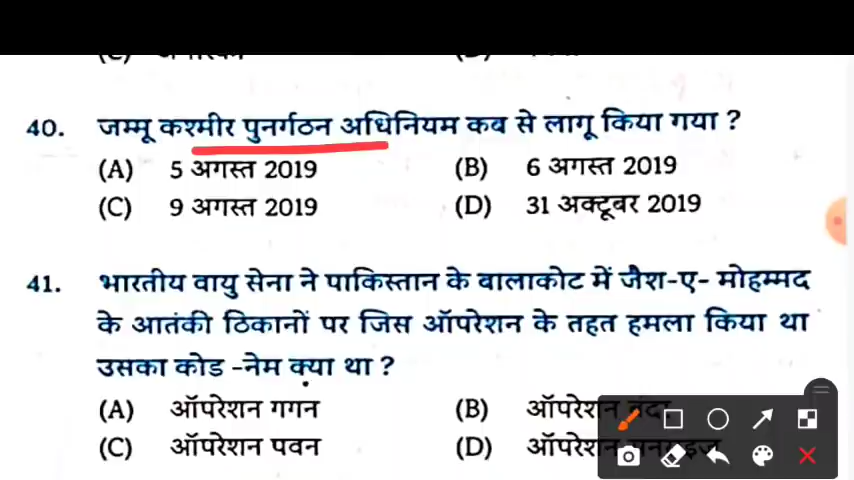 40. जम्मू कश्मीर पुनर्गठन अधिनियम कब से लागू किया गया ?
(A) 5 अगस्त 2019 (B) 6 अगस्त 2019
(C) 9 अगस्त 2019 (D) 31 अक्टूबर 2019
41. भारतीय वायु सेना ने पाकिस्तान के बालाकोट में जैश-ए- मोहम्मद
के आतंकी ठिकानों पर जिस ऑपरेशन के तहत हमला किया था
उसका कोड -नेम क्या था ?
(A) ऑपरेशन गगन (B) ऑपरेशन
(C) ऑपरेशन पवन (D) ऑपरेशन